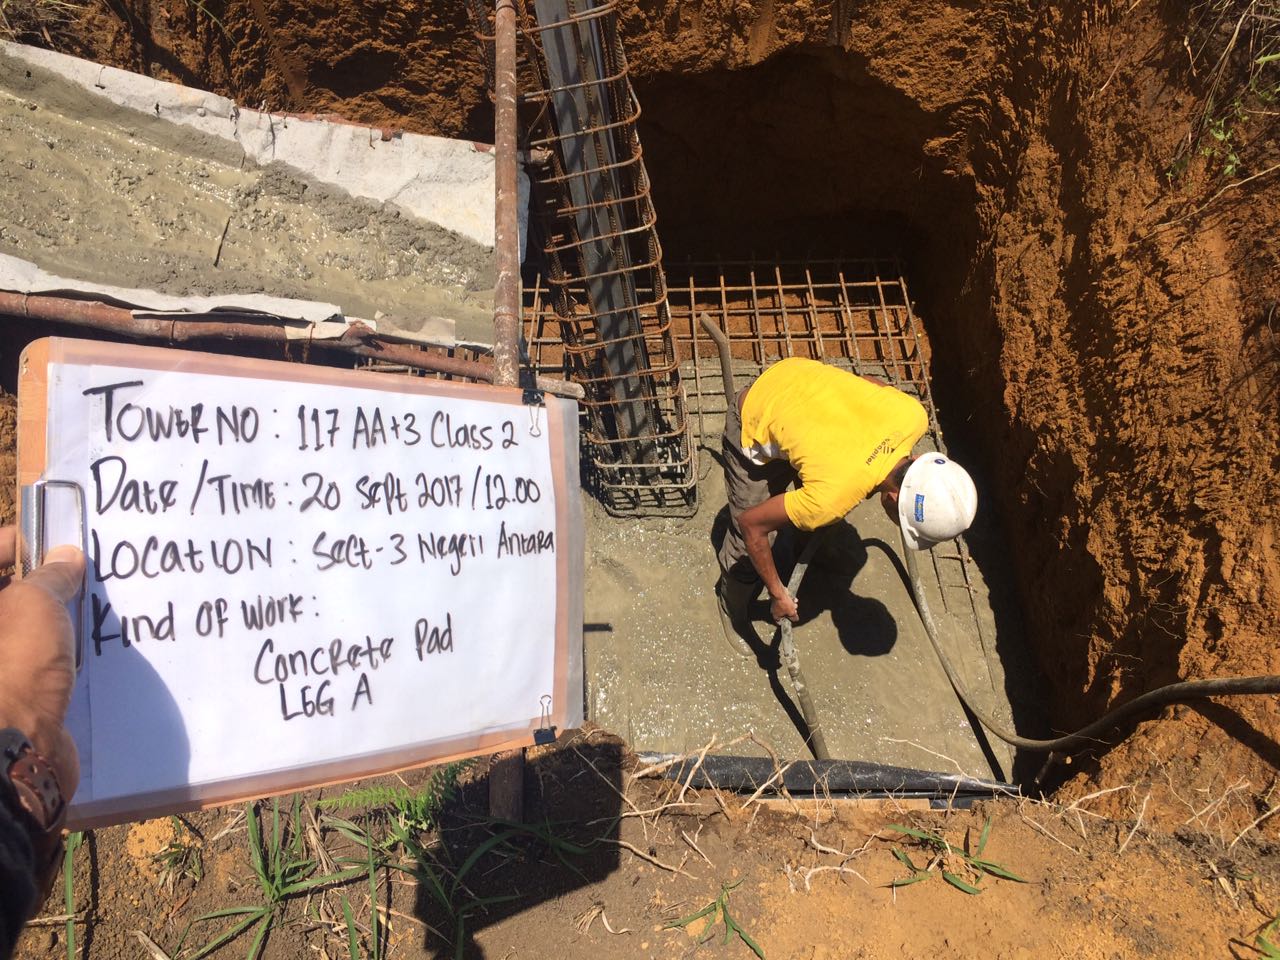 TOWER NO : 117 AA+3 Class 2
Date / TIME : 20 Sept 2017 / 12.00
LOCATION : Sect-3 Negeri Antara
Kind OF WORK :
Concrete Pad
LEG A